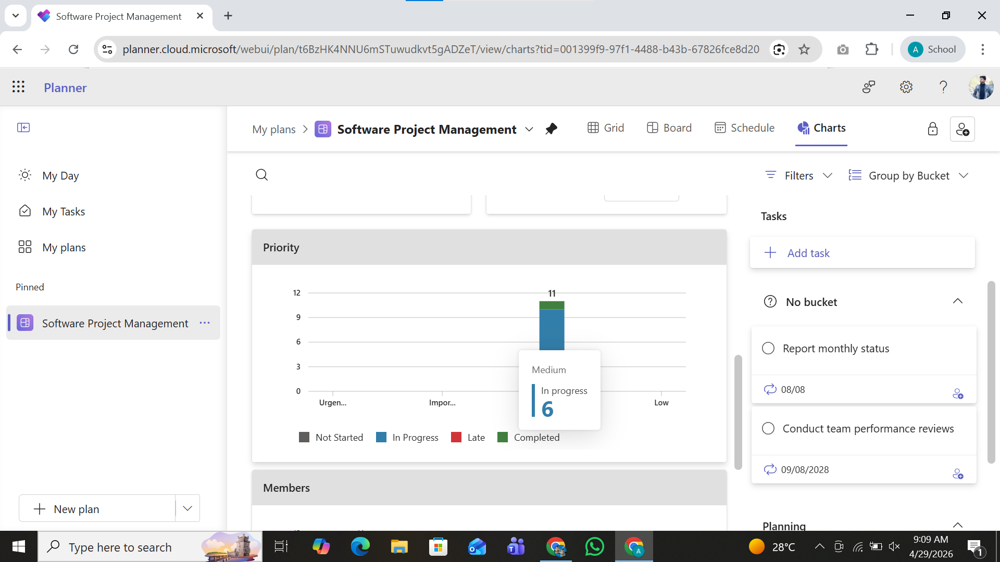 Software Project Management
planner.cloud.microsoft/webui/plan/t6BzHK4NNU6mSTuwudkvt5gADZeT/view/charts?tid=001399f9-97f1-4488-b43b-67826fce8d20
A School
Planner
My plans
Software Project Management
Grid
Board
Schedule
Charts
My Day
My Tasks
My plans
Pinned
Software Project Management
New plan
Filters
Group by Bucket
Priority
12
9
6
3
0
11
Urgen...
Impor...
Low
Medium
In progress
6
Not Started
In Progress
Late
Completed
Members
Tasks
Add task
No bucket
Report monthly status
08/08
Conduct team performance reviews
09/08/2028
Planning
Type here to search
28°C
9:09 AM
4/29/2026
1